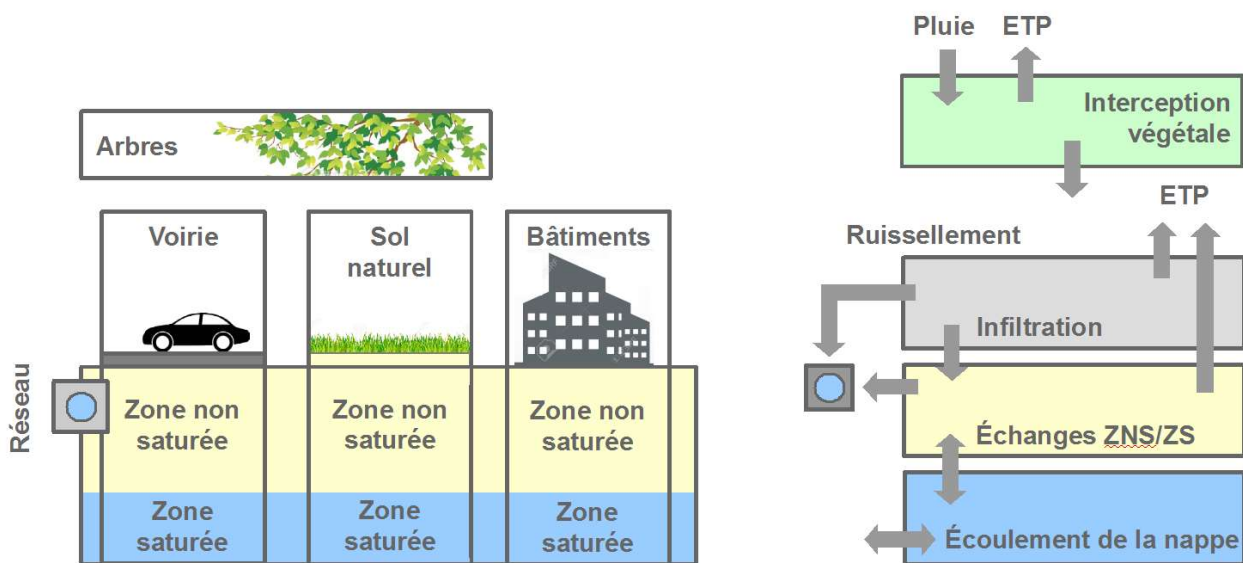 Arbres
Voirie
Sol
naturel
Bâtiments
Réseau
Zone non
saturée
Zone non
saturée
Zone non
saturée
Zone
saturée
Zone
saturée
Zone
saturée
Pluie
ETP
Interception
végétale
ETP
Ruissellement
Infiltration
Échanges ZNS/ZS
Écoulement de la nappe